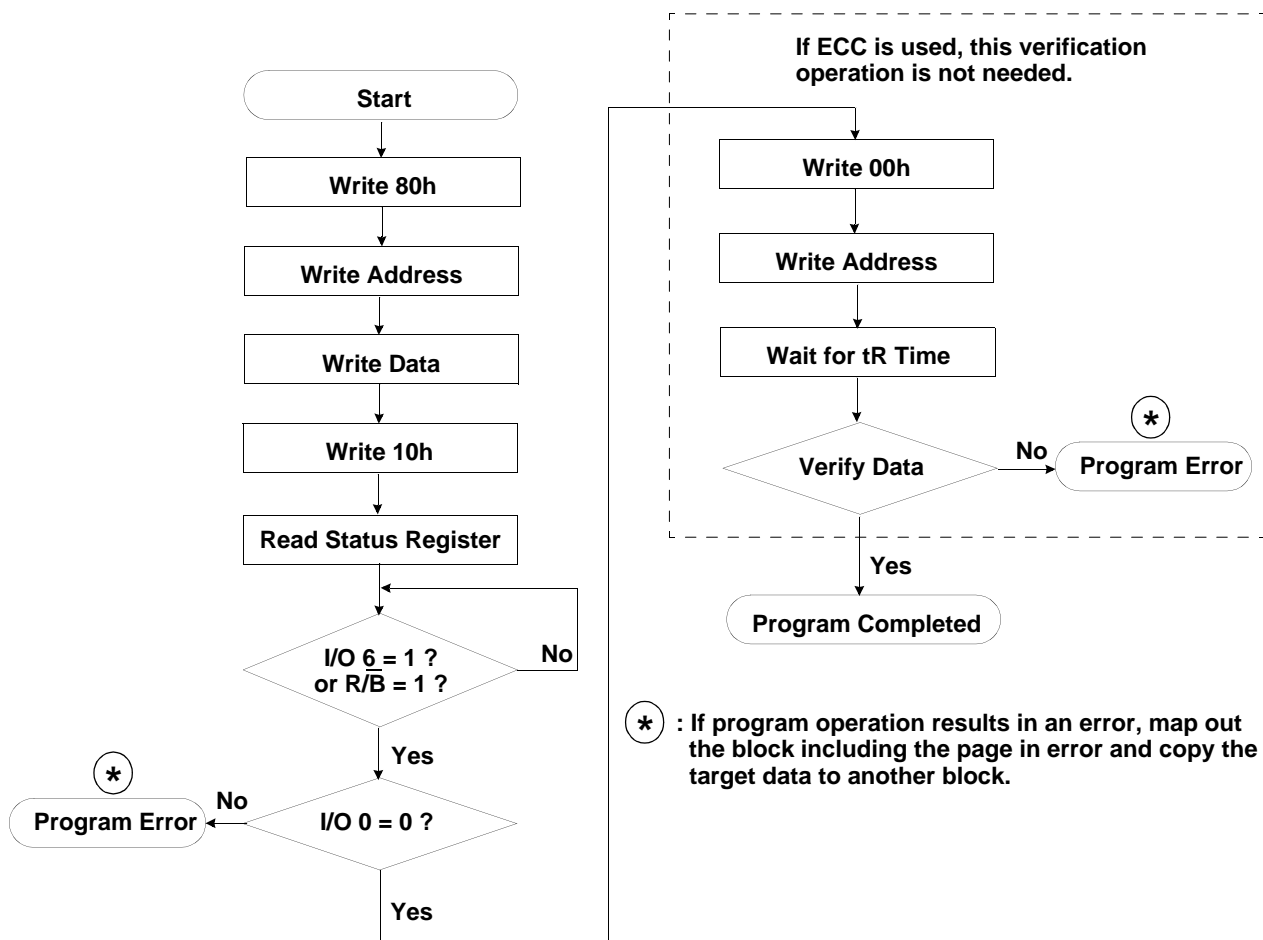 Start
Write 80h
Write Address
Write Data
Write 10h
Read Status Register
I/O 6 = 1 ?
or R/B̅ = 1 ?
No
Yes
*
No
Program Error
I/O 0 = 0 ?
Yes
If ECC is used, this verification
operation is not needed.
Write 00h
Write Address
Wait for tR Time
*
Verify Data
No
Program Error
Yes
Program Completed
* : If program operation results in an error, map out
the block including the page in error and copy the
target data to another block.